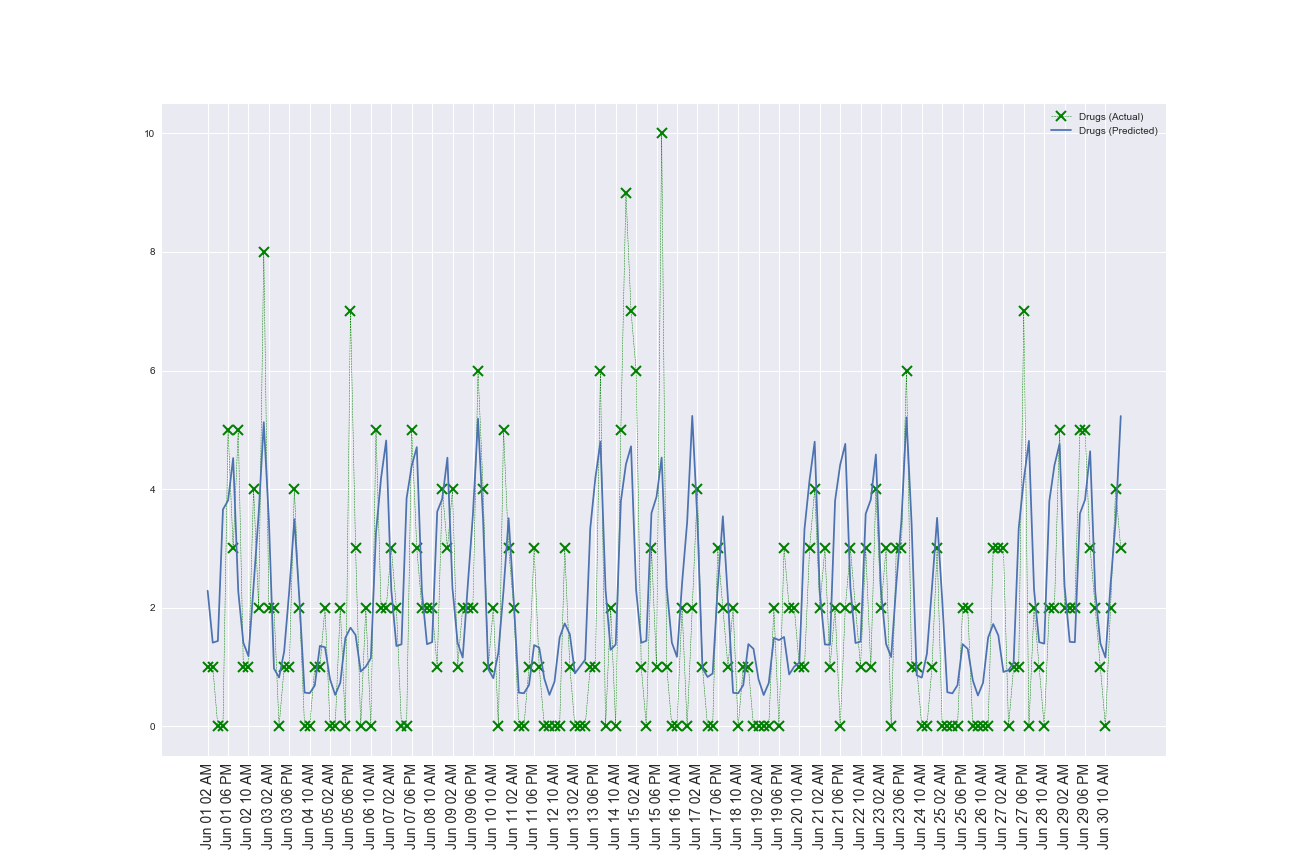 Drugs (Actual)
Drugs (Predicted)
10
8
6
4
2
0
Jun 01 02 AM
Jun 01 06 PM
Jun 02 10 AM
Jun 03 02 AM
Jun 03 06 PM
Jun 04 10 AM
Jun 05 02 AM
Jun 05 06 PM
Jun 06 10 AM
Jun 07 02 AM
Jun 07 06 PM
Jun 08 10 AM
Jun 09 02 AM
Jun 09 06 PM
Jun 10 10 AM
Jun 11 02 AM
Jun 11 06 PM
Jun 12 10 AM
Jun 13 02 AM
Jun 13 06 PM
Jun 14 10 AM
Jun 15 02 AM
Jun 15 06 PM
Jun 16 10 AM
Jun 17 02 AM
Jun 17 06 PM
Jun 18 10 AM
Jun 19 02 AM
Jun 19 06 PM
Jun 20 10 AM
Jun 21 02 AM
Jun 21 06 PM
Jun 22 10 AM
Jun 23 02 AM
Jun 23 06 PM
Jun 24 10 AM
Jun 25 02 AM
Jun 25 06 PM
Jun 26 10 AM
Jun 27 02 AM
Jun 27 06 PM
Jun 28 10 AM
Jun 29 02 AM
Jun 29 06 PM
Jun 30 10 AM